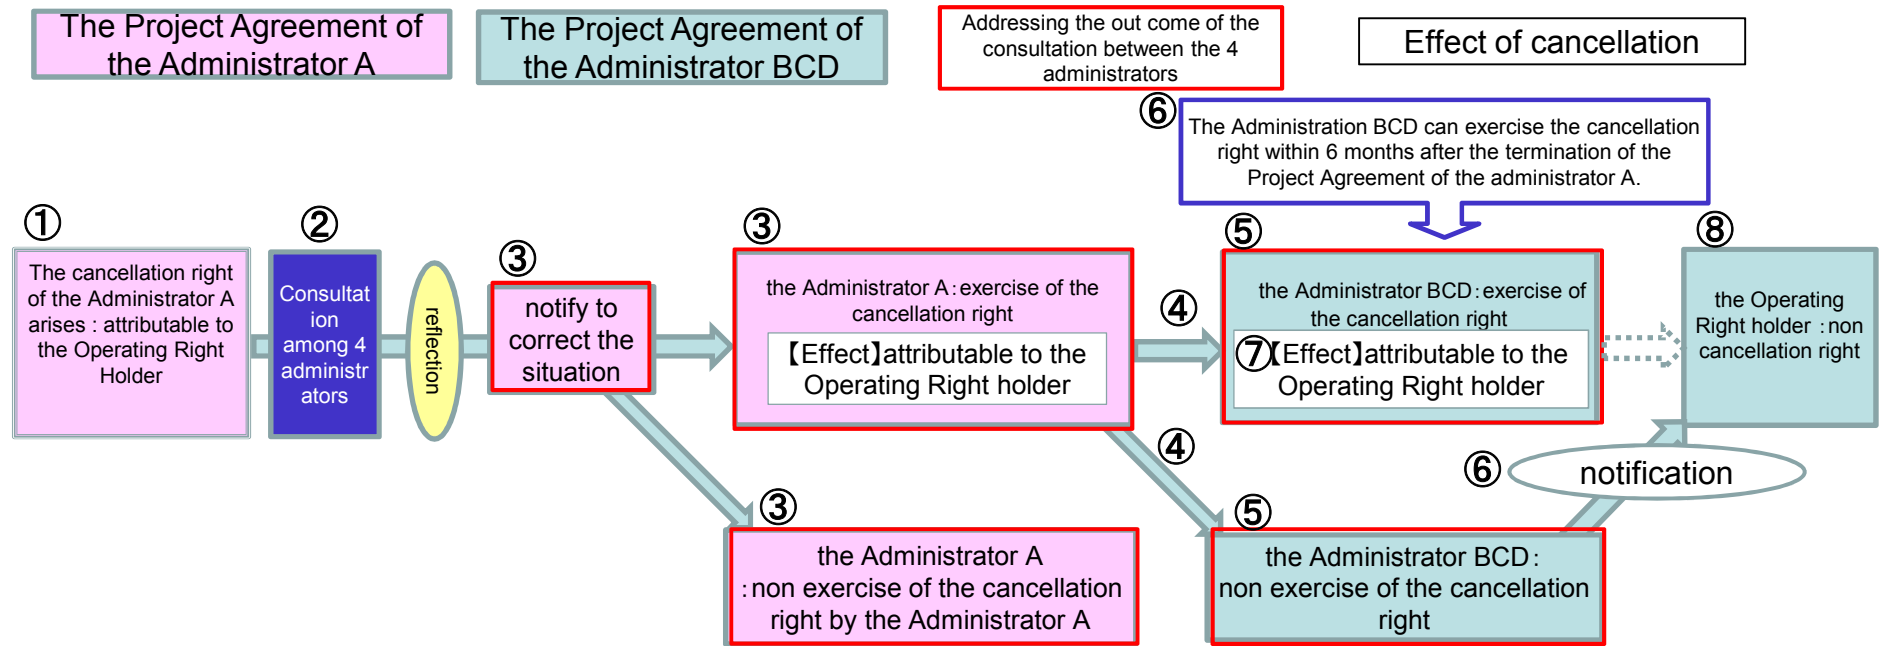 The Project Agreement of
the Administrator A
The Project Agreement of
the Administrator BCD
Addressing the out come of the
consultation between the 4
administrators
Effect of cancellation
⑥
The Administration BCD can exercise the cancellation
right within 6 months after the termination of the
Project Agreement of the administrator A.
①
The cancellation right
of the Administrator A
arises : attributable to
the Operating Right
Holder
②
Consultat
ion
among 4
administr
ators
reflection
③
notify to
correct the
situation
③
the Administrator A：exercise of the
cancellation right
【Effect】attributable to the
Operating Right holder
④
⑤
the Administrator BCD：exercise of
the cancellation right
⑦
【Effect】attributable to the
Operating Right holder
⑧
the Operating
Right holder ：non
cancellation right
④
⑥
notification
③
the Administrator A
：non exercise of the cancellation
right by the Administrator A
⑤
the Administrator BCD：
non exercise of the cancellation
right